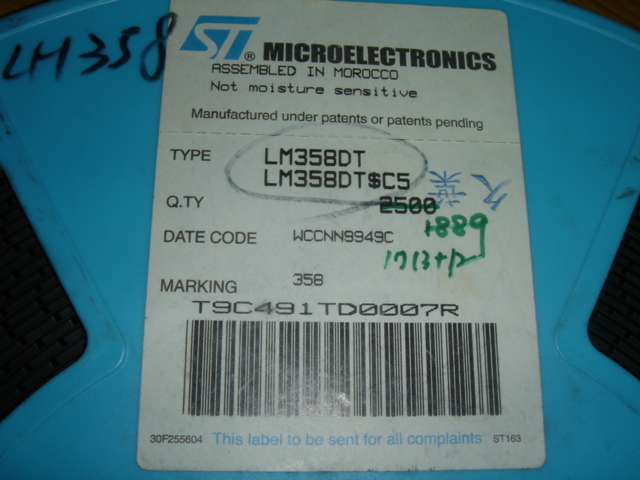 LM358
ST® MICROELECTRONICS
ASSEMBLED IN MOROCCO
Not moisture sensitive
Manufactured under patents or patents pending
TYPE LM358DT
LM358DT$C5
Q.TY 2500
1889
DATE CODE WCCNN9949C
1713+p
MARKING 358
T9C491TD0007R
30F255604 This label to be sent for all complaints ST163